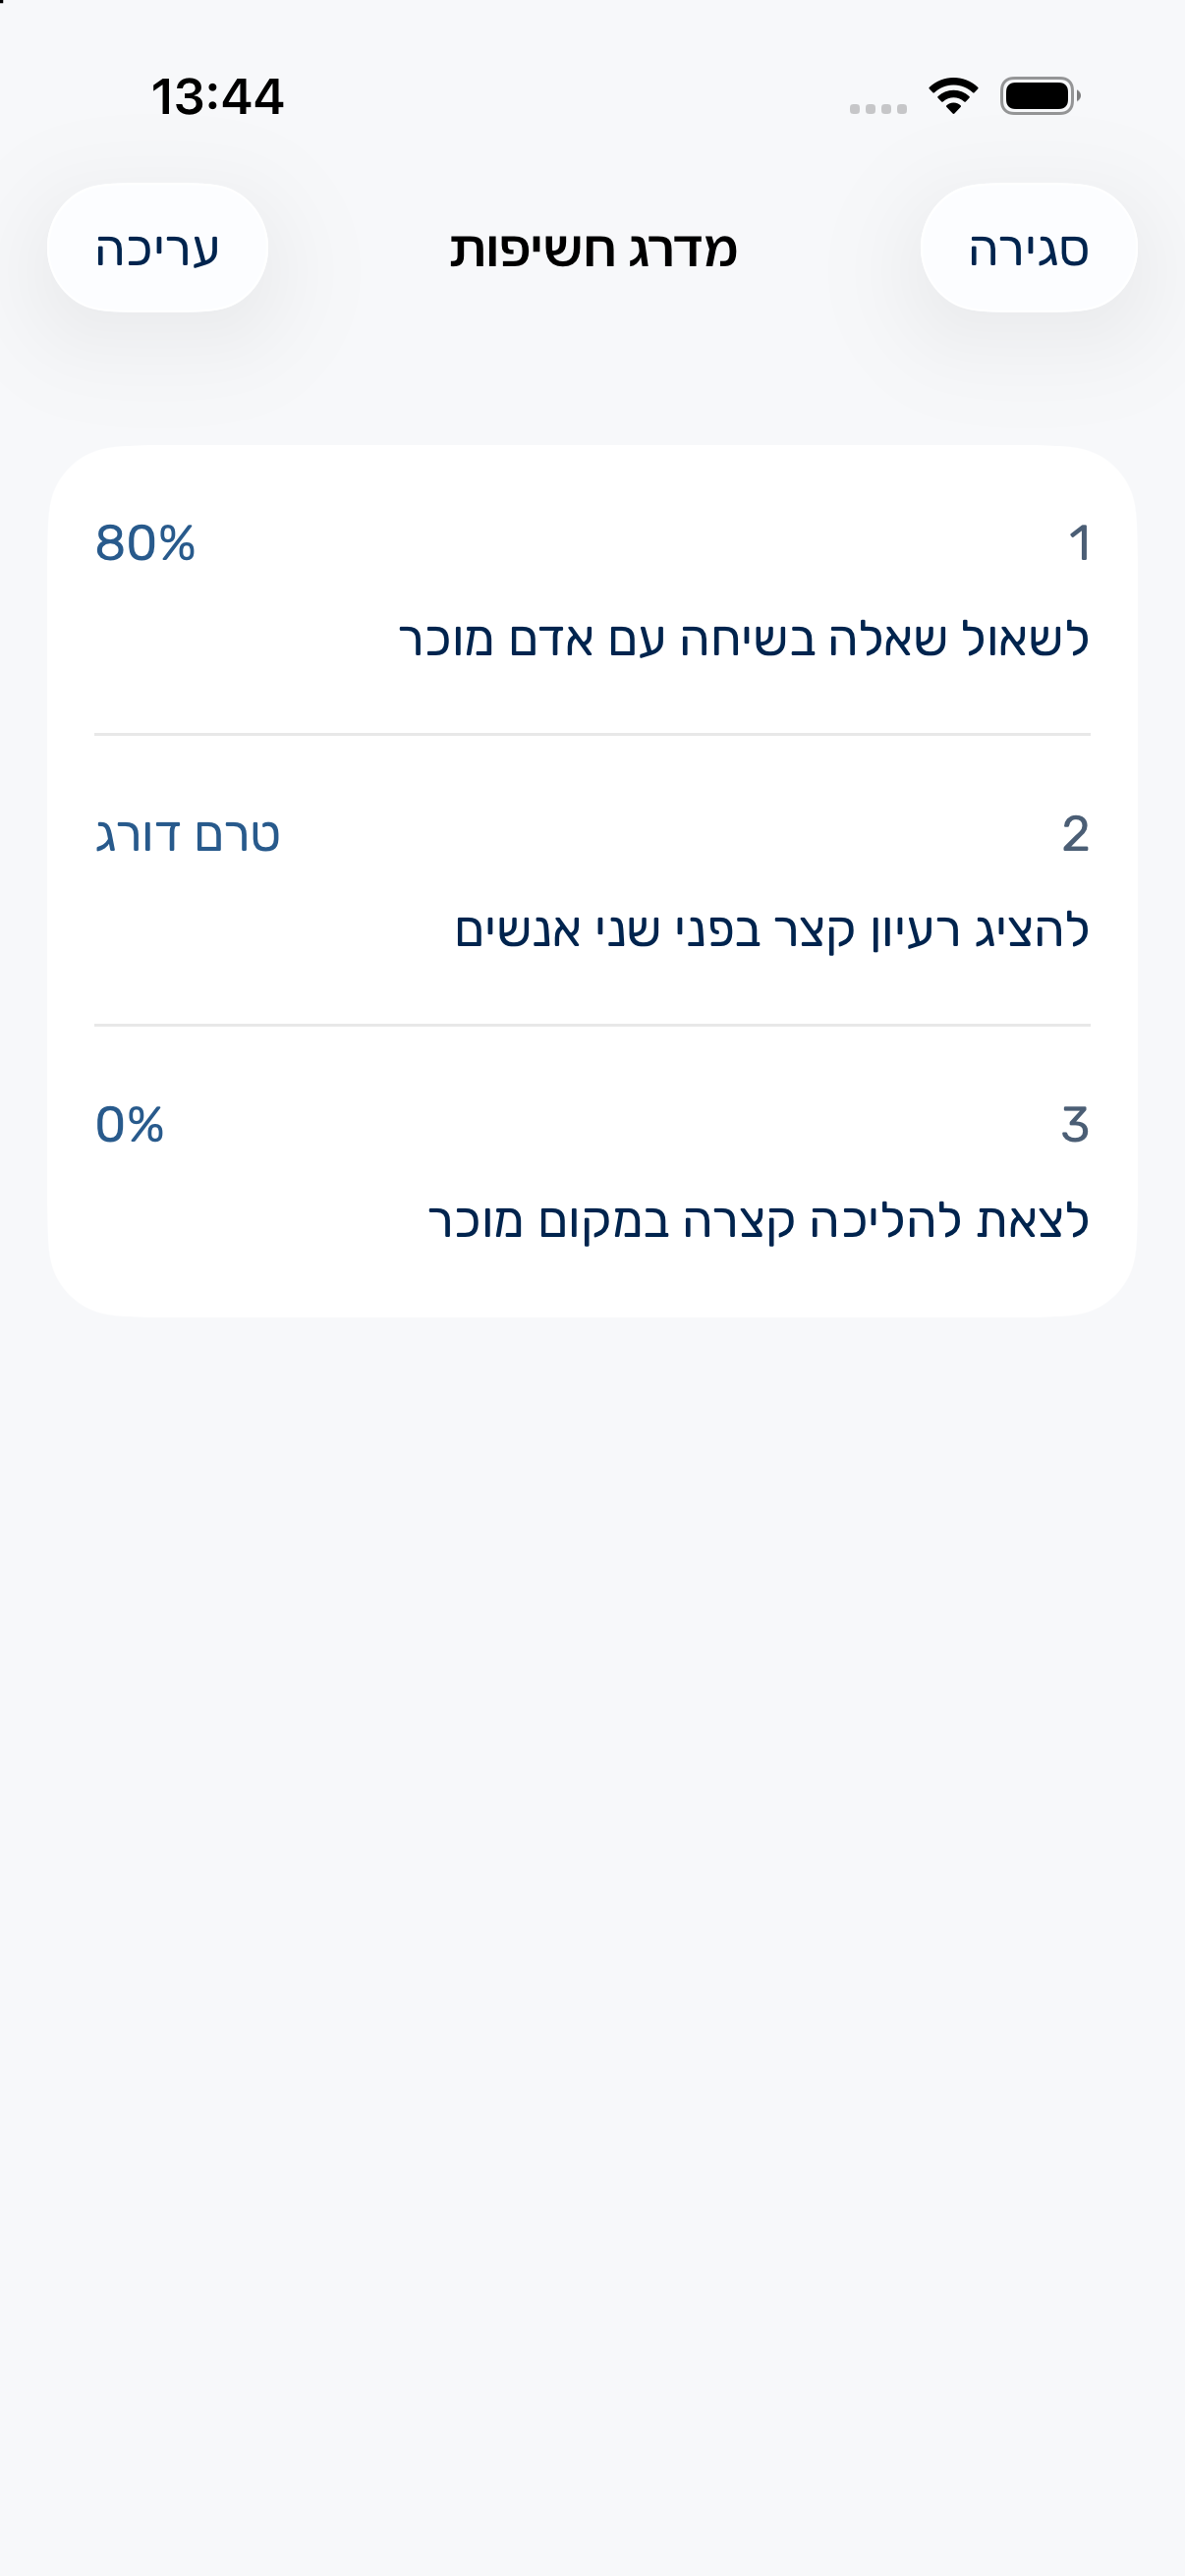 13:44
סגירה
מדרג חשיפות
עריכה
1
80%
לשאול שאלה בשיחה עם אדם מוכר
2
טרם דורג
להציג רעיון קצר בפני שני אנשים
3
0%
לצאת להליכה קצרה במקום מוכר